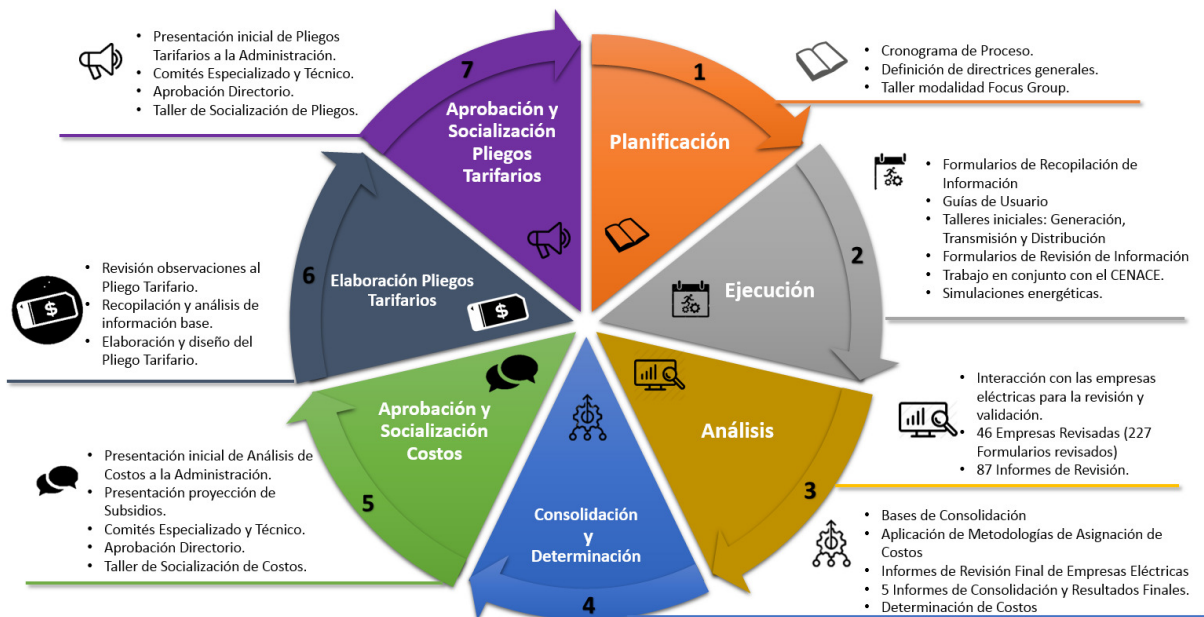 1
Planificación
• Cronograma de Proceso.
• Definición de directrices generales.
• Taller modalidad Focus Group.
2
Ejecución
• Formularios de Recopilación de
Información
• Guías de Usuario
• Talleres iniciales: Generación,
Transmisión y Distribución
• Formularios de Revisión de Información
• Trabajo en conjunto con el CENACE.
• Simulaciones energéticas.
3
Análisis
• Interacción con las empresas
eléctricas para la revisión y
validación.
• 46 Empresas Revisadas (227
Formularios revisados)
• 87 Informes de Revisión.
4
Consolidación
y
Determinación
• Bases de Consolidación
• Aplicación de Metodologías de Asignación de
Costos
• Informes de Revisión Final de Empresas Eléctricas
• 5 Informes de Consolidación y Resultados Finales.
• Determinación de Costos
5
Aprobación y
Socialización
Costos
• Presentación inicial de Análisis de
Costos a la Administración.
• Presentación proyección de
Subsidios.
• Comités Especializado y Técnico.
• Aprobación Directorio.
• Taller de Socialización de Costos.
6
Elaboración Pliegos
Tarifarios
$
• Revisión observaciones al
Pliego Tarifario.
• Recopilación y análisis de
información base.
• Elaboración y diseño del
Pliego Tarifario.
$
7
Aprobación y
Socialización
Pliegos
Tarifarios
• Presentación inicial de Pliegos
Tarifarios a la Administración.
• Comités Especializado y Técnico.
• Aprobación Directorio.
• Taller de Socialización de Pliegos.